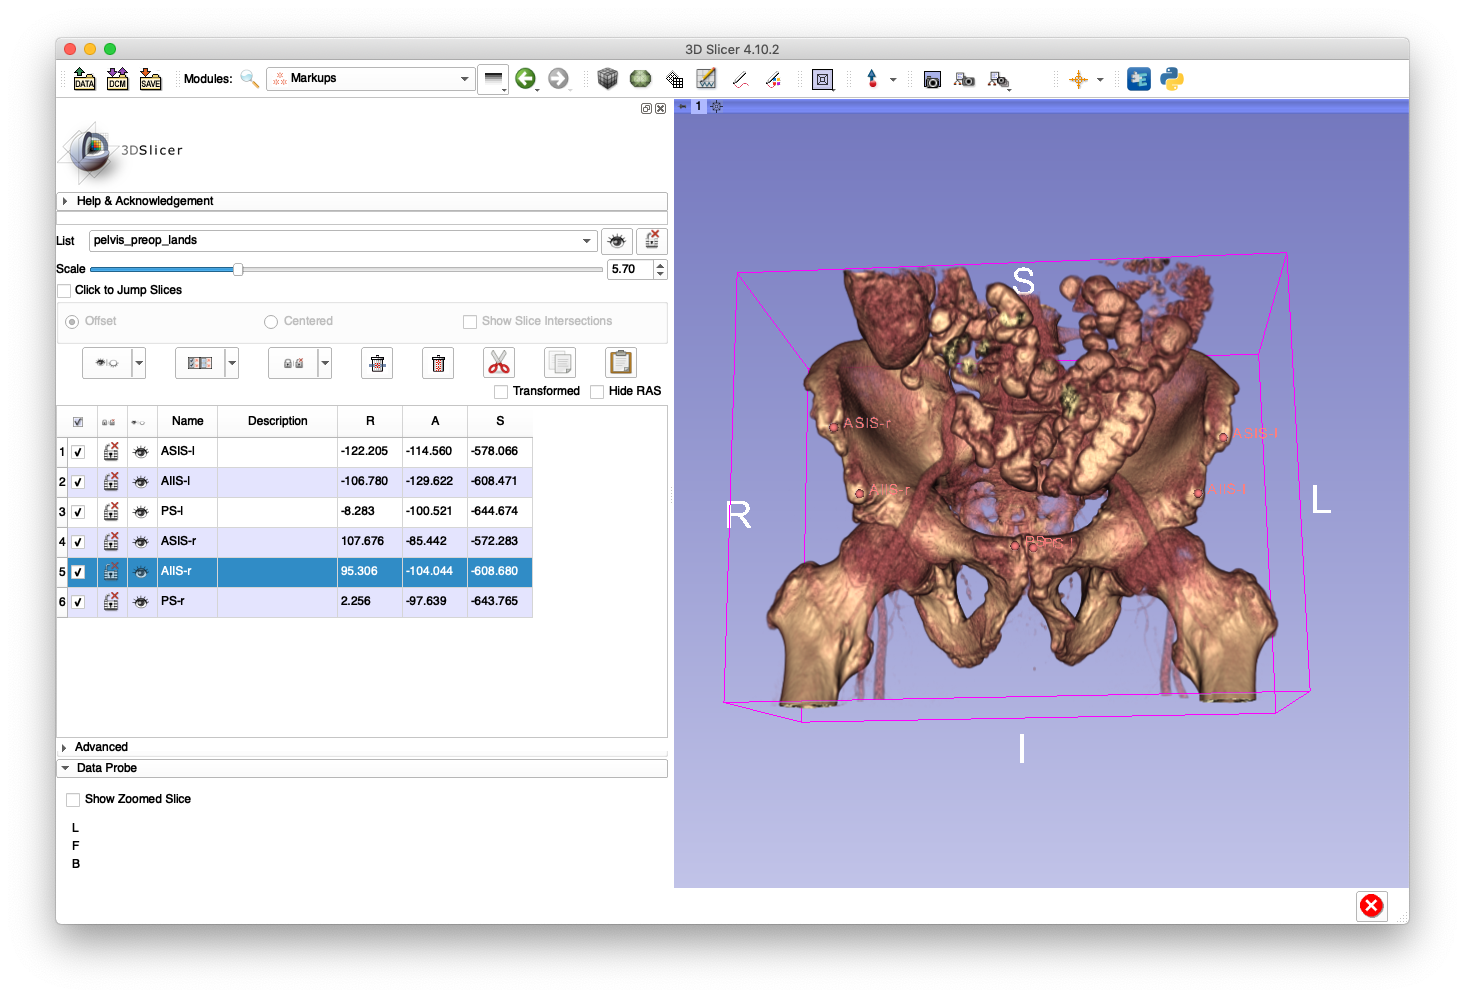 3D Slicer 4.10.2
DATA DCM SAVE Modules: Markups
1
3DSlicer
Help & Acknowledgement
List pelvis_preop_lands
Scale 5.70
Click to Jump Slices
Offset Centered Show Slice Intersections
Transformed Hide RAS
Name Description R A S
1 ASIS-l -122.205 -114.560 -578.066
2 AIIS-l -106.780 -129.622 -608.471
3 PS-l -8.283 -100.521 -644.674
4 ASIS-r 107.676 -85.442 -572.283
5 AIIS-r 95.306 -104.044 -608.680
6 PS-r 2.256 -97.639 -643.765
Advanced
Data Probe
Show Zoomed Slice
L
F
B
S
ASIS-r
ASIS-l
AIIS-r
AIIS-l
R
L
I